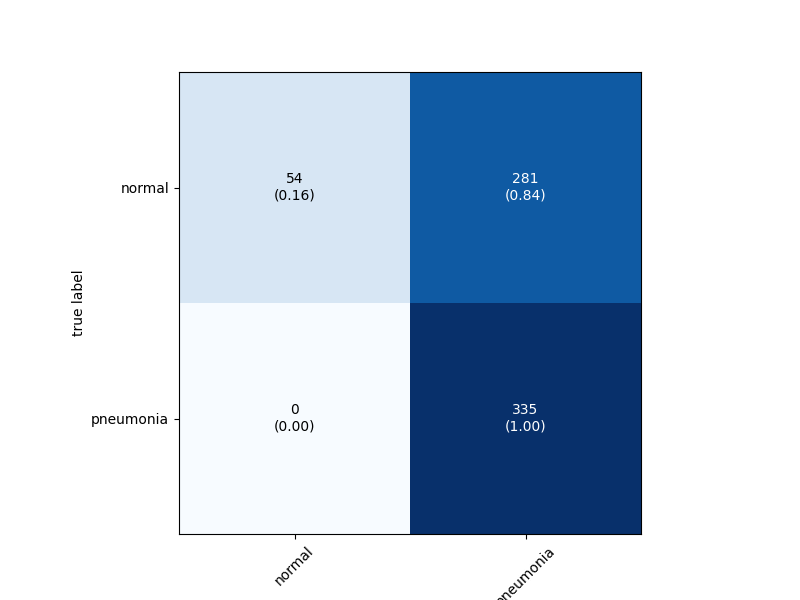 54
(0.16)
281
(0.84)
normal
true label
0
(0.00)
335
(1.00)
pneumonia
normal
pneumonia